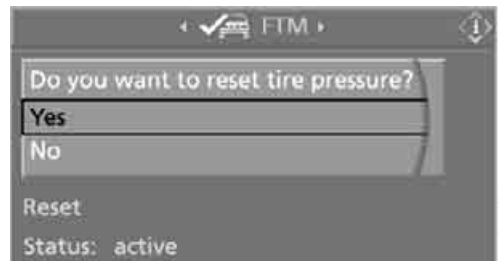 FTM
Do you want to reset tire pressure?
Yes
No
Reset
Status: active